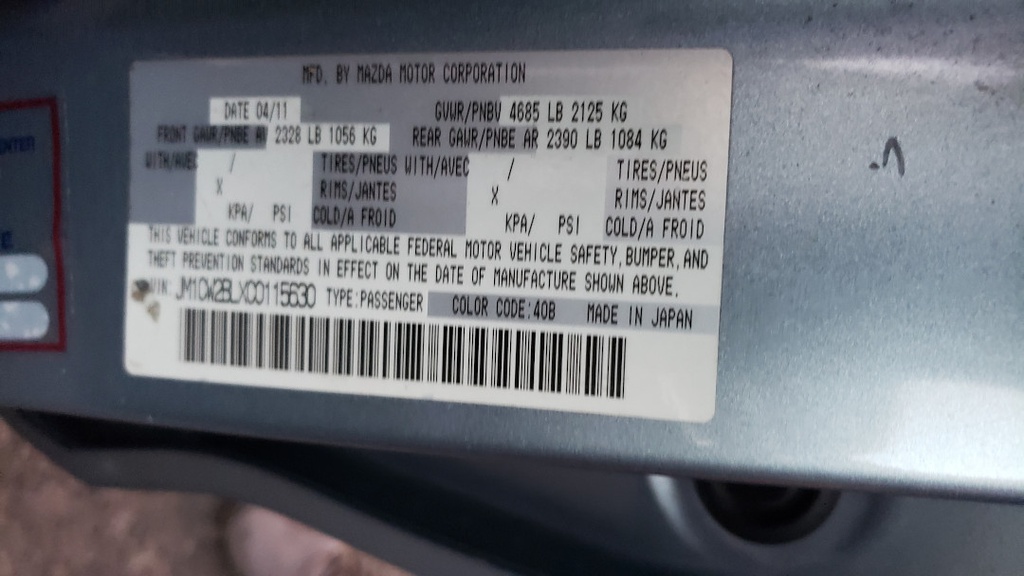 MFD. BY MAZDA MOTOR CORPORATION
DATE 04/11 GVWR/PNBV 4685 LB 2125 KG
FRONT GAWR/PNBE AV 2328 LB 1056 KG REAR GAWR/PNBE AR 2390 LB 1084 KG
WITH/AVEC / TIRES/PNEUS WITH/AVEC / TIRES/PNEUS
X RIMS/JANTES X RIMS/JANTES
KPA/ PSI COLD/A FROID KPA/ PSI COLD/A FROID
THIS VEHICLE CONFORMS TO ALL APPLICABLE FEDERAL MOTOR VEHICLE SAFETY, BUMPER, AND
THEFT PREVENTION STANDARDS IN EFFECT ON THE DATE OF MANUFACTURE SHOWN ABOVE.
VIN: JM1CW2BLXC0115630 TYPE:PASSENGER COLOR CODE:40B MADE IN JAPAN